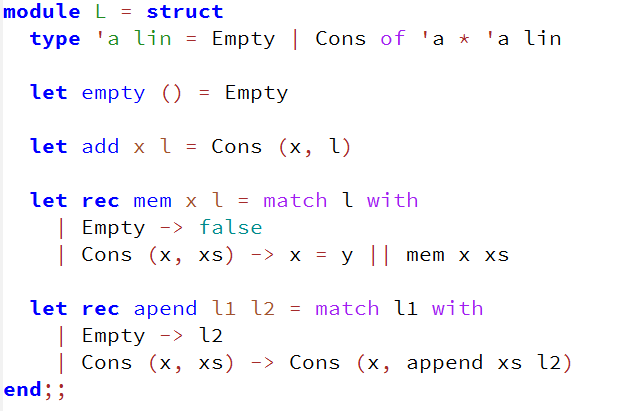 module L = struct
type 'a lin = Empty | Cons of 'a * 'a lin
let empty () = Empty
let add x l = Cons (x, l)
let rec mem x l = match l with
| Empty -> false
| Cons (x, xs) -> x = y || mem x xs
let rec apend l1 l2 = match l1 with
| Empty -> l2
| Cons (x, xs) -> Cons (x, append xs l2)
end;;